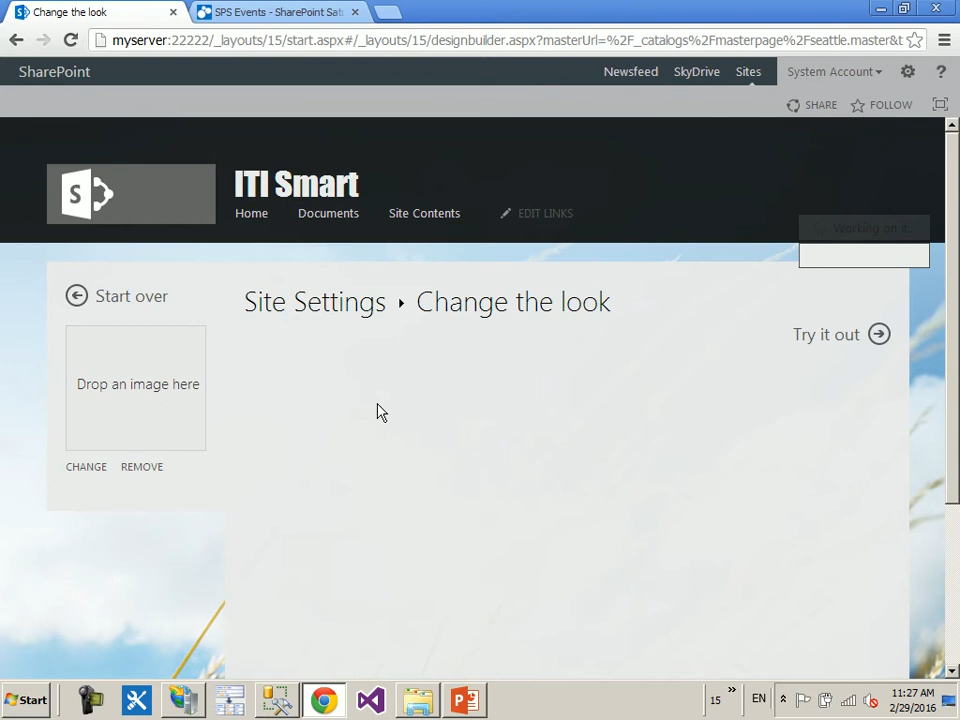 Change the look
SPS Events - SharePoint Sat
myserver:22222/_layouts/15/start.aspx#/_layouts/15/designbuilder.aspx?masterUrl=%2F_catalogs%2Fmasterpage%2Fseattle.master&t
SharePoint
Newsfeed SkyDrive Sites System Account
SHARE FOLLOW
S
ITI Smart
Home Documents Site Contents EDIT LINKS
Working on it...
Start over
Site Settings Change the look
Try it out
Drop an image here
CHANGE REMOVE
Start
15 » EN
11:27 AM
2/29/2016